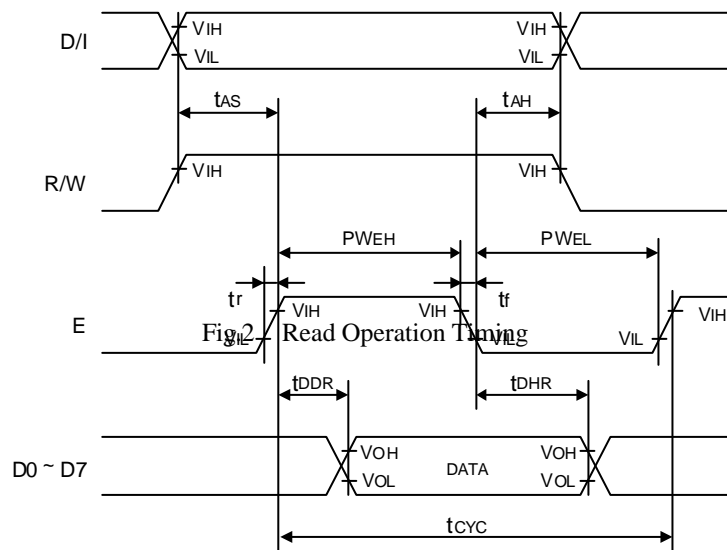 D/I
VIH
VIL
VIH
VIL
tAS
tAH
R/W
VIH
VIH
PWEH
PWEL
tr
tf
E
VIH
VIH
VIH
VIL
VIL
VIL
Fig.2 Read Operation Timing
tDDR
tDHR
D0 ~ D7
VOH
VOL
DATA
VOH
VOL
tCYC